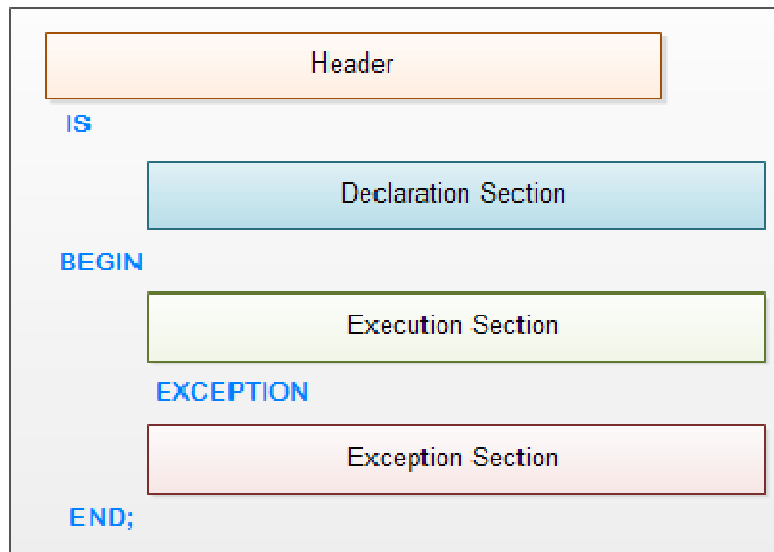 Header
IS
Declaration Section
BEGIN
Execution Section
EXCEPTION
Exception Section
END;